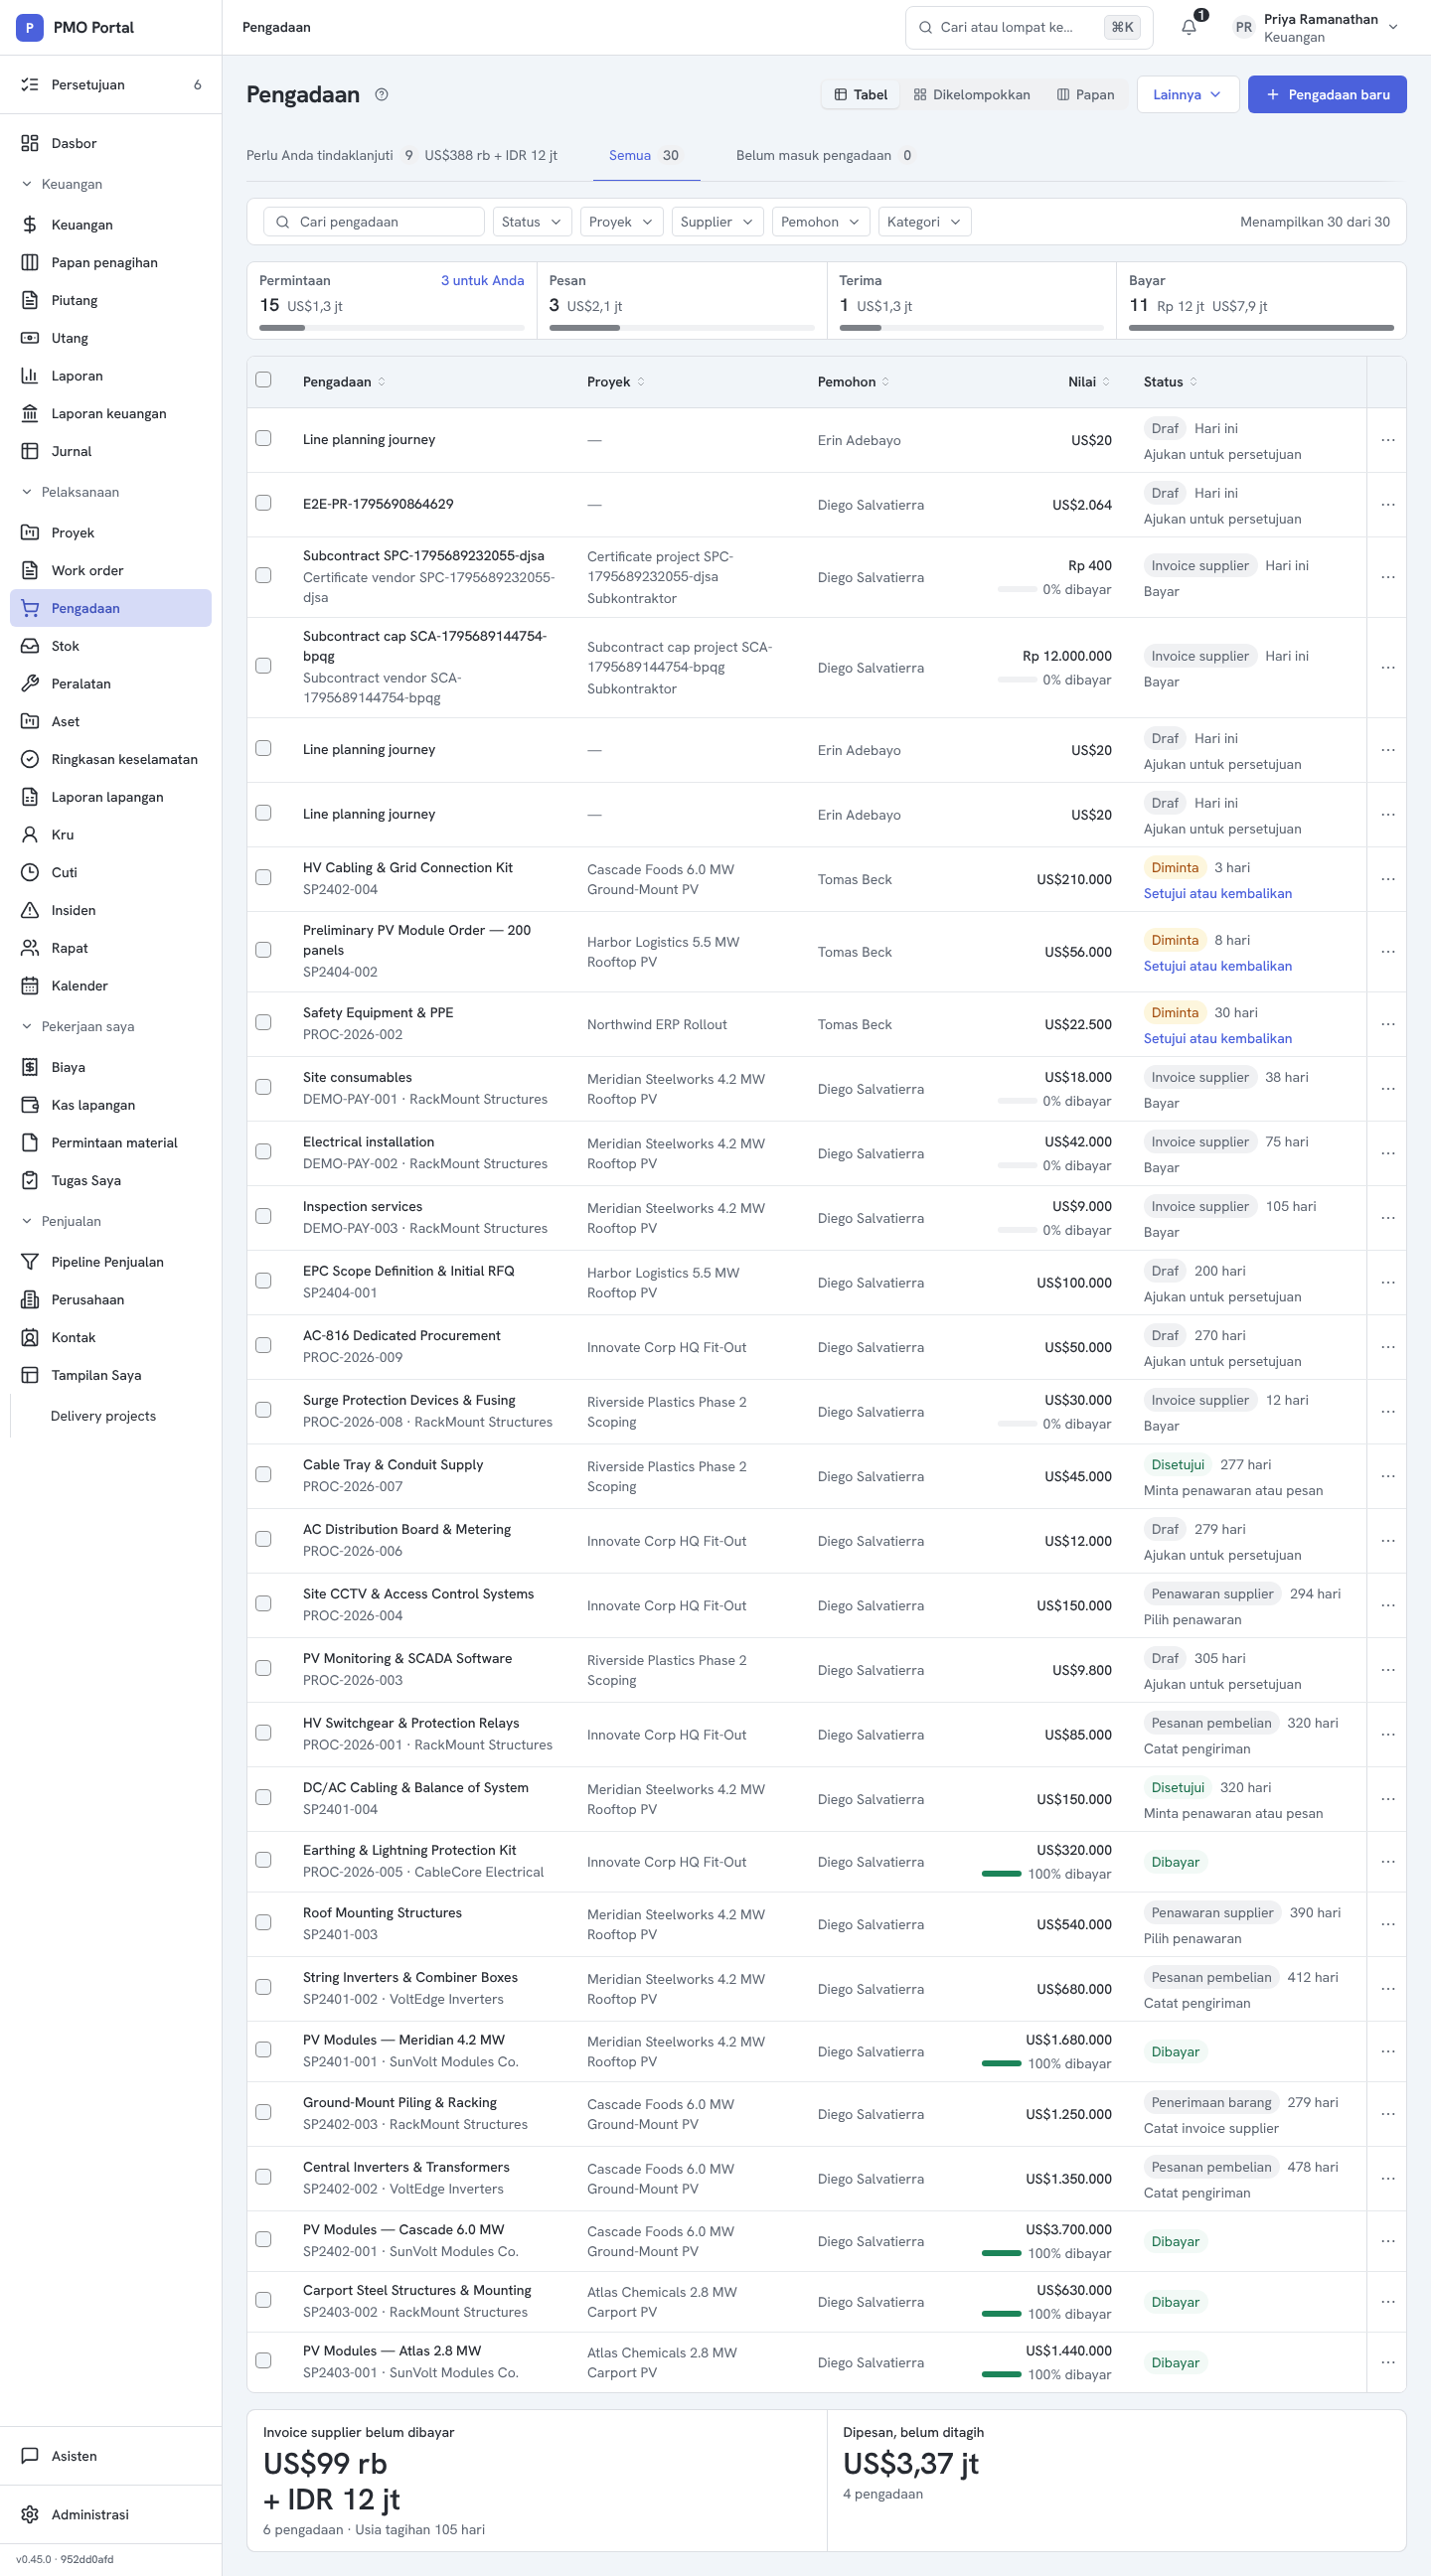 P PMO Portal
Pengadaan
Cari atau lompat ke... ⌘K
1
PR
Priya Ramanathan
Keuangan
Persetujuan 6
Dasbor
Keuangan
Keuangan
Papan penagihan
Piutang
Utang
Laporan
Laporan keuangan
Jurnal
Pelaksanaan
Proyek
Work order
Pengadaan
Stok
Peralatan
Aset
Ringkasan keselamatan
Laporan lapangan
Kru
Cuti
Insiden
Rapat
Kalender
Pekerjaan saya
Biaya
Kas lapangan
Permintaan material
Tugas Saya
Penjualan
Pipeline Penjualan
Perusahaan
Kontak
Tampilan Saya
Delivery projects
Asisten
Administrasi
v0.45.0 · 952dd0afd
Pengadaan
Tabel Dikelompokkan Papan Lainnya + Pengadaan baru
Perlu Anda tindaklanjuti 9 US$388 rb + IDR 12 jt Semua 30 Belum masuk pengadaan 0
Cari pengadaan Status Proyek Supplier Pemohon Kategori Menampilkan 30 dari 30
Permintaan 3 untuk Anda
15 US$1,3 jt
Pesan
3 US$2,1 jt
Terima
1 US$1,3 jt
Bayar
11 Rp 12 jt US$7,9 jt
Pengadaan Proyek Pemohon Nilai Status
Line planning journey — Erin Adebayo US$20 Draf Hari ini
Ajukan untuk persetujuan
E2E-PR-1795690864629 — Diego Salvatierra US$2.064 Draf Hari ini
Ajukan untuk persetujuan
Subcontract SPC-1795689232055-djsa
Certificate vendor SPC-1795689232055-
djsa
Certificate project SPC-
1795689232055-djsa
Subkontraktor
Diego Salvatierra
Rp 400
0% dibayar
Invoice supplier Hari ini
Bayar
Subcontract cap SCA-1795689144754-
bpqg
Subcontract vendor SCA-
1795689144754-bpqg
Subcontract cap project SCA-
1795689144754-bpqg
Subkontraktor
Diego Salvatierra
Rp 12.000.000
0% dibayar
Invoice supplier Hari ini
Bayar
Line planning journey — Erin Adebayo US$20 Draf Hari ini
Ajukan untuk persetujuan
Line planning journey — Erin Adebayo US$20 Draf Hari ini
Ajukan untuk persetujuan
HV Cabling & Grid Connection Kit
SP2402-004
Cascade Foods 6.0 MW
Ground-Mount PV
Tomas Beck
US$210.000
Diminta 3 hari
Setujui atau kembalikan
Preliminary PV Module Order — 200
panels
SP2404-002
Harbor Logistics 5.5 MW
Rooftop PV
Tomas Beck
US$56.000
Diminta 8 hari
Setujui atau kembalikan
Safety Equipment & PPE
PROC-2026-002
Northwind ERP Rollout
Tomas Beck
US$22.500
Diminta 30 hari
Setujui atau kembalikan
Site consumables
DEMO-PAY-001 · RackMount Structures
Meridian Steelworks 4.2 MW
Rooftop PV
Diego Salvatierra
US$18.000
0% dibayar
Invoice supplier 38 hari
Bayar
Electrical installation
DEMO-PAY-002 · RackMount Structures
Meridian Steelworks 4.2 MW
Rooftop PV
Diego Salvatierra
US$42.000
0% dibayar
Invoice supplier 75 hari
Bayar
Inspection services
DEMO-PAY-003 · RackMount Structures
Meridian Steelworks 4.2 MW
Rooftop PV
Diego Salvatierra
US$9.000
0% dibayar
Invoice supplier 105 hari
Bayar
EPC Scope Definition & Initial RFQ
SP2404-001
Harbor Logistics 5.5 MW
Rooftop PV
Diego Salvatierra
US$100.000
Draf 200 hari
Ajukan untuk persetujuan
AC-816 Dedicated Procurement
PROC-2026-009
Innovate Corp HQ Fit-Out
Diego Salvatierra
US$50.000
Draf 270 hari
Ajukan untuk persetujuan
Surge Protection Devices & Fusing
PROC-2026-008 · RackMount Structures
Riverside Plastics Phase 2
Scoping
Diego Salvatierra
US$30.000
0% dibayar
Invoice supplier 12 hari
Bayar
Cable Tray & Conduit Supply
PROC-2026-007
Riverside Plastics Phase 2
Scoping
Diego Salvatierra
US$45.000
Disetujui 277 hari
Minta penawaran atau pesan
AC Distribution Board & Metering
PROC-2026-006
Innovate Corp HQ Fit-Out
Diego Salvatierra
US$12.000
Draf 279 hari
Ajukan untuk persetujuan
Site CCTV & Access Control Systems
PROC-2026-004
Innovate Corp HQ Fit-Out
Diego Salvatierra
US$150.000
Penawaran supplier 294 hari
Pilih penawaran
PV Monitoring & SCADA Software
PROC-2026-003
Riverside Plastics Phase 2
Scoping
Diego Salvatierra
US$9.800
Draf 305 hari
Ajukan untuk persetujuan
HV Switchgear & Protection Relays
PROC-2026-001 · RackMount Structures
Innovate Corp HQ Fit-Out
Diego Salvatierra
US$85.000
Pesanan pembelian 320 hari
Catat pengiriman
DC/AC Cabling & Balance of System
SP2401-004
Meridian Steelworks 4.2 MW
Rooftop PV
Diego Salvatierra
US$150.000
Disetujui 320 hari
Minta penawaran atau pesan
Earthing & Lightning Protection Kit
PROC-2026-005 · CableCore Electrical
Innovate Corp HQ Fit-Out
Diego Salvatierra
US$320.000
100% dibayar
Dibayar
Roof Mounting Structures
SP2401-003
Meridian Steelworks 4.2 MW
Rooftop PV
Diego Salvatierra
US$540.000
Penawaran supplier 390 hari
Pilih penawaran
String Inverters & Combiner Boxes
SP2401-002 · VoltEdge Inverters
Meridian Steelworks 4.2 MW
Rooftop PV
Diego Salvatierra
US$680.000
Pesanan pembelian 412 hari
Catat pengiriman
PV Modules — Meridian 4.2 MW
SP2401-001 · SunVolt Modules Co.
Meridian Steelworks 4.2 MW
Rooftop PV
Diego Salvatierra
US$1.680.000
100% dibayar
Dibayar
Ground-Mount Piling & Racking
SP2402-003 · RackMount Structures
Cascade Foods 6.0 MW
Ground-Mount PV
Diego Salvatierra
US$1.250.000
Penerimaan barang 279 hari
Catat invoice supplier
Central Inverters & Transformers
SP2402-002 · VoltEdge Inverters
Cascade Foods 6.0 MW
Ground-Mount PV
Diego Salvatierra
US$1.350.000
Pesanan pembelian 478 hari
Catat pengiriman
PV Modules — Cascade 6.0 MW
SP2402-001 · SunVolt Modules Co.
Cascade Foods 6.0 MW
Ground-Mount PV
Diego Salvatierra
US$3.700.000
100% dibayar
Dibayar
Carport Steel Structures & Mounting
SP2403-002 · RackMount Structures
Atlas Chemicals 2.8 MW
Carport PV
Diego Salvatierra
US$630.000
100% dibayar
Dibayar
PV Modules — Atlas 2.8 MW
SP2403-001 · SunVolt Modules Co.
Atlas Chemicals 2.8 MW
Carport PV
Diego Salvatierra
US$1.440.000
100% dibayar
Dibayar
Invoice supplier belum dibayar
US$99 rb
+ IDR 12 jt
6 pengadaan · Usia tagihan 105 hari
Dipesan, belum ditagih
US$3,37 jt
4 pengadaan